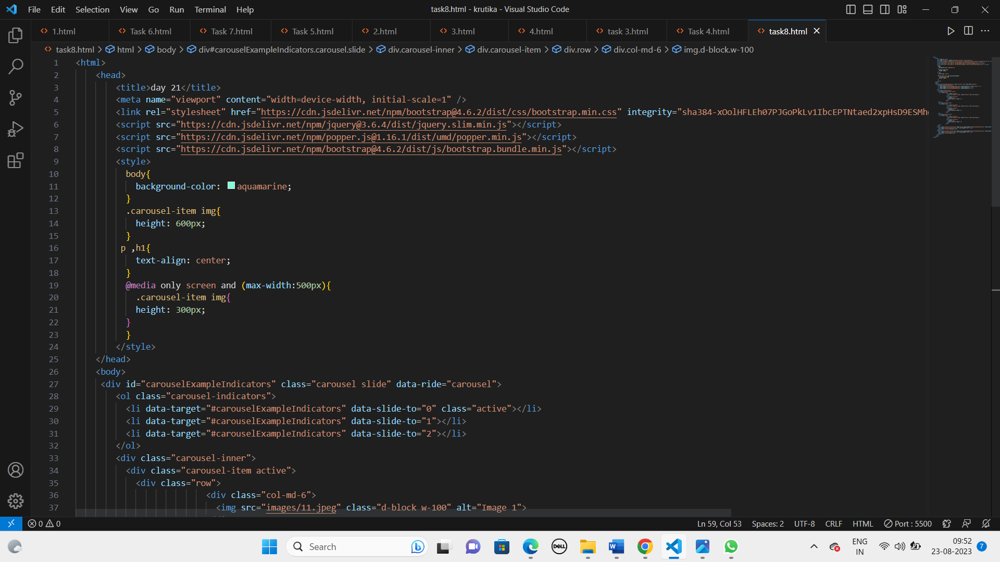 File Edit Selection View Go Run Terminal Help
task8.html - krutika - Visual Studio Code
1.html Task 6.html Task 7.html Task 5.html 2.html 3.html 4.html task 3.html Task 4.html task8.html
task8.html > html > body > div#carouselExampleIndicators.carousel.slide > div.carousel-inner > div.carousel-item > div.row > div.col-md-6 > img.d-block.w-100
1 <html>
2 <head>
3 <title>day 21</title>
4 <meta name="viewport" content="width=device-width, initial-scale=1" />
5 <link rel="stylesheet" href="https://cdn.jsdelivr.net/npm/bootstrap@4.6.2/dist/css/bootstrap.min.css" integrity="sha384-xOolHFLEh07PJGoPkLv1IbcEPTNtaed2xpHsD9ESMh
6 <script src="https://cdn.jsdelivr.net/npm/jquery@3.6.4/dist/jquery.slim.min.js"></script>
7 <script src="https://cdn.jsdelivr.net/npm/popper.js@1.16.1/dist/umd/popper.min.js"></script>
8 <script src="https://cdn.jsdelivr.net/npm/bootstrap@4.6.2/dist/js/bootstrap.bundle.min.js"></script>
9 <style>
10 body{
11 background-color: aquamarine;
12 }
13 .carousel-item img{
14 height: 600px;
15 }
16 p ,h1{
17 text-align: center;
18 }
19 @media only screen and (max-width:500px){
20 .carousel-item img{
21 height: 300px;
22 }
23 }
24 </style>
25 </head>
26 <body>
27 <div id="carouselExampleIndicators" class="carousel slide" data-ride="carousel">
28 <ol class="carousel-indicators">
29 <li data-target="#carouselExampleIndicators" data-slide-to="0" class="active"></li>
30 <li data-target="#carouselExampleIndicators" data-slide-to="1"></li>
31 <li data-target="#carouselExampleIndicators" data-slide-to="2"></li>
32 </ol>
33 <div class="carousel-inner">
34 <div class="carousel-item active">
35 <div class="row">
36 <div class="col-md-6">
37 <img src="images/11.jpeg" class="d-block w-100" alt="Image 1">
0 0
Ln 59, Col 53 Spaces: 2 UTF-8 CRLF HTML Port : 5500
Search
DELL
W
ENG
IN
09:52
23-08-2023
7